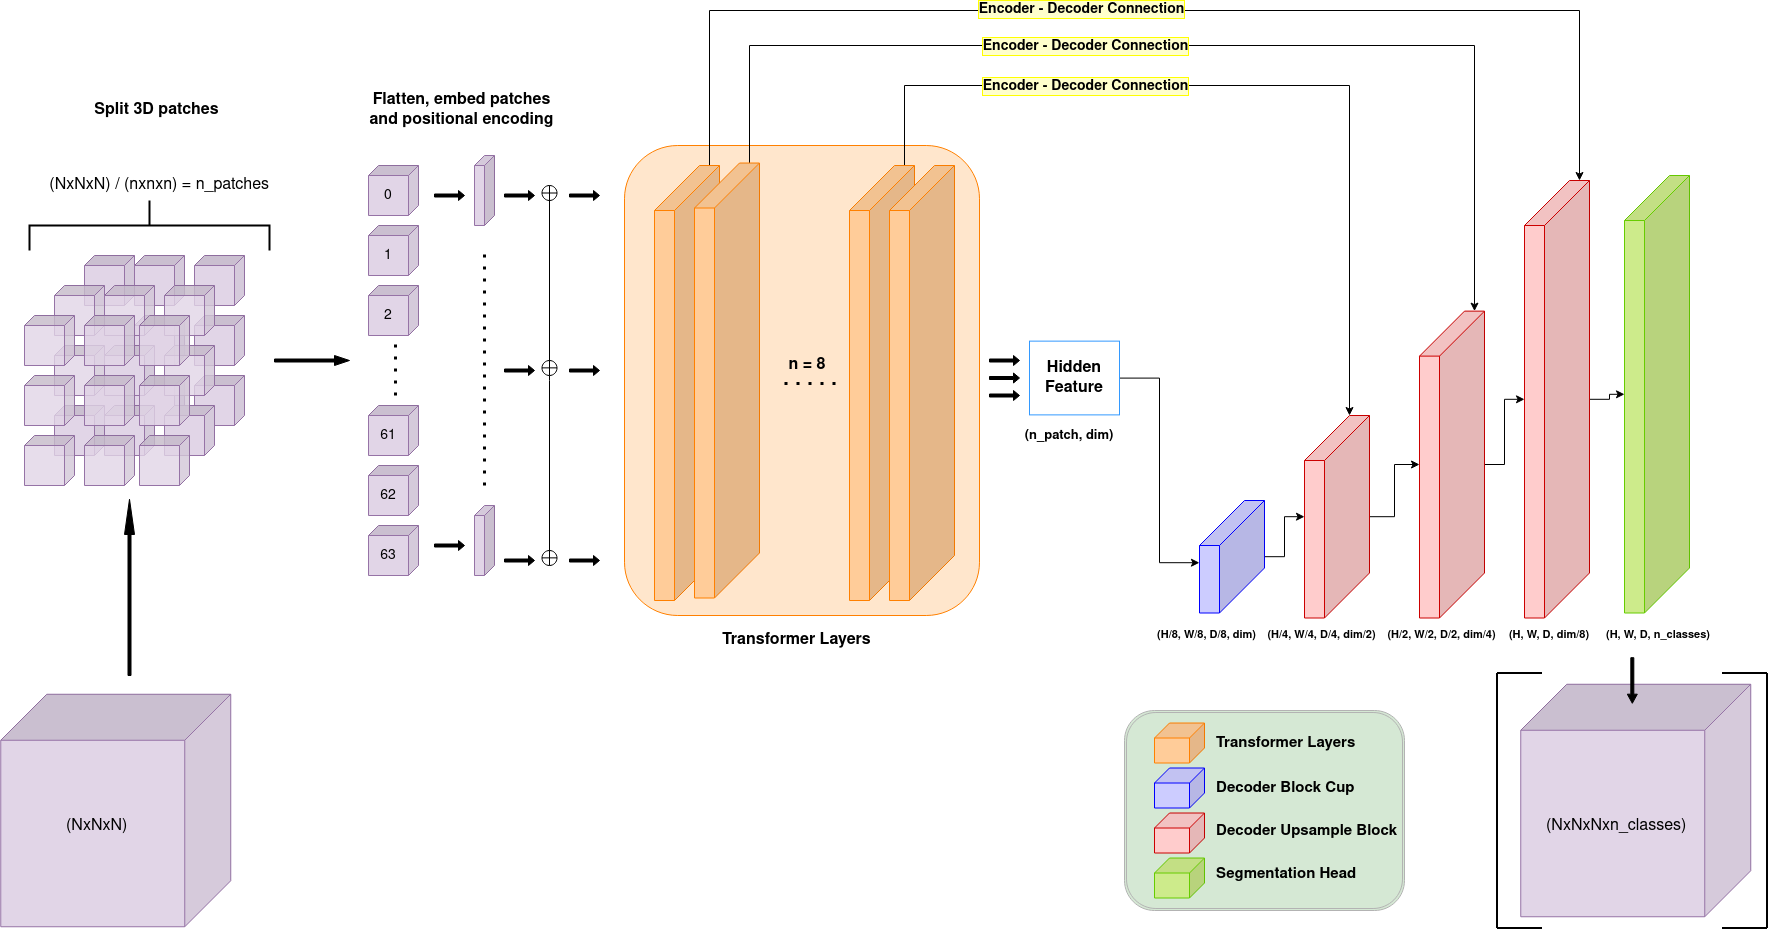 Encoder - Decoder Connection
Encoder - Decoder Connection
Encoder - Decoder Connection
Split 3D patches
(NxNxN) / (nxnxn) = n_patches
Flatten, embed patches
and positional encoding
0
1
2
61
62
63
n = 8
Transformer Layers
Hidden
Feature
(n_patch, dim)
(H/8, W/8, D/8, dim)
(H/4, W/4, D/4, dim/2)
(H/2, W/2, D/2, dim/4)
(H, W, D, dim/8)
(H, W, D, n_classes)
(NxNxN)
Transformer Layers
Decoder Block Cup
Decoder Upsample Block
Segmentation Head
(NxNxNxn_classes)